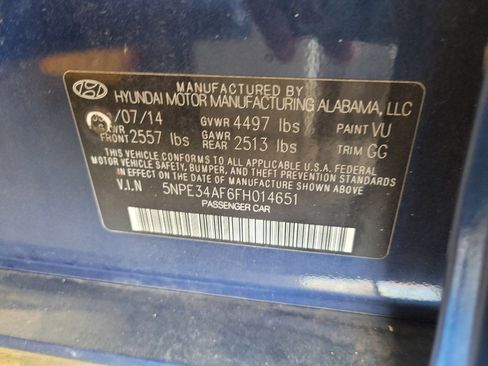 MANUFACTURED BY
HYUNDAI MOTOR MANUFACTURING ALABAMA, LLC
/07/14 GVWR 4497 lbs PAINT VU
WR FRONT 2557 lbs GAWR REAR 2513 lbs TRIM GG
THIS VEHICLE CONFORMS TO ALL APPLICABLE U.S.A. FEDERAL
MOTOR VEHICLE SAFETY, BUMPER, AND THEFT PREVENTION STANDARDS
IN EFFECT ON THE DATE OF MANUFACTURE SHOWN ABOVE.
V.I.N 5NPE34AF6FH014651
PASSENGER CAR